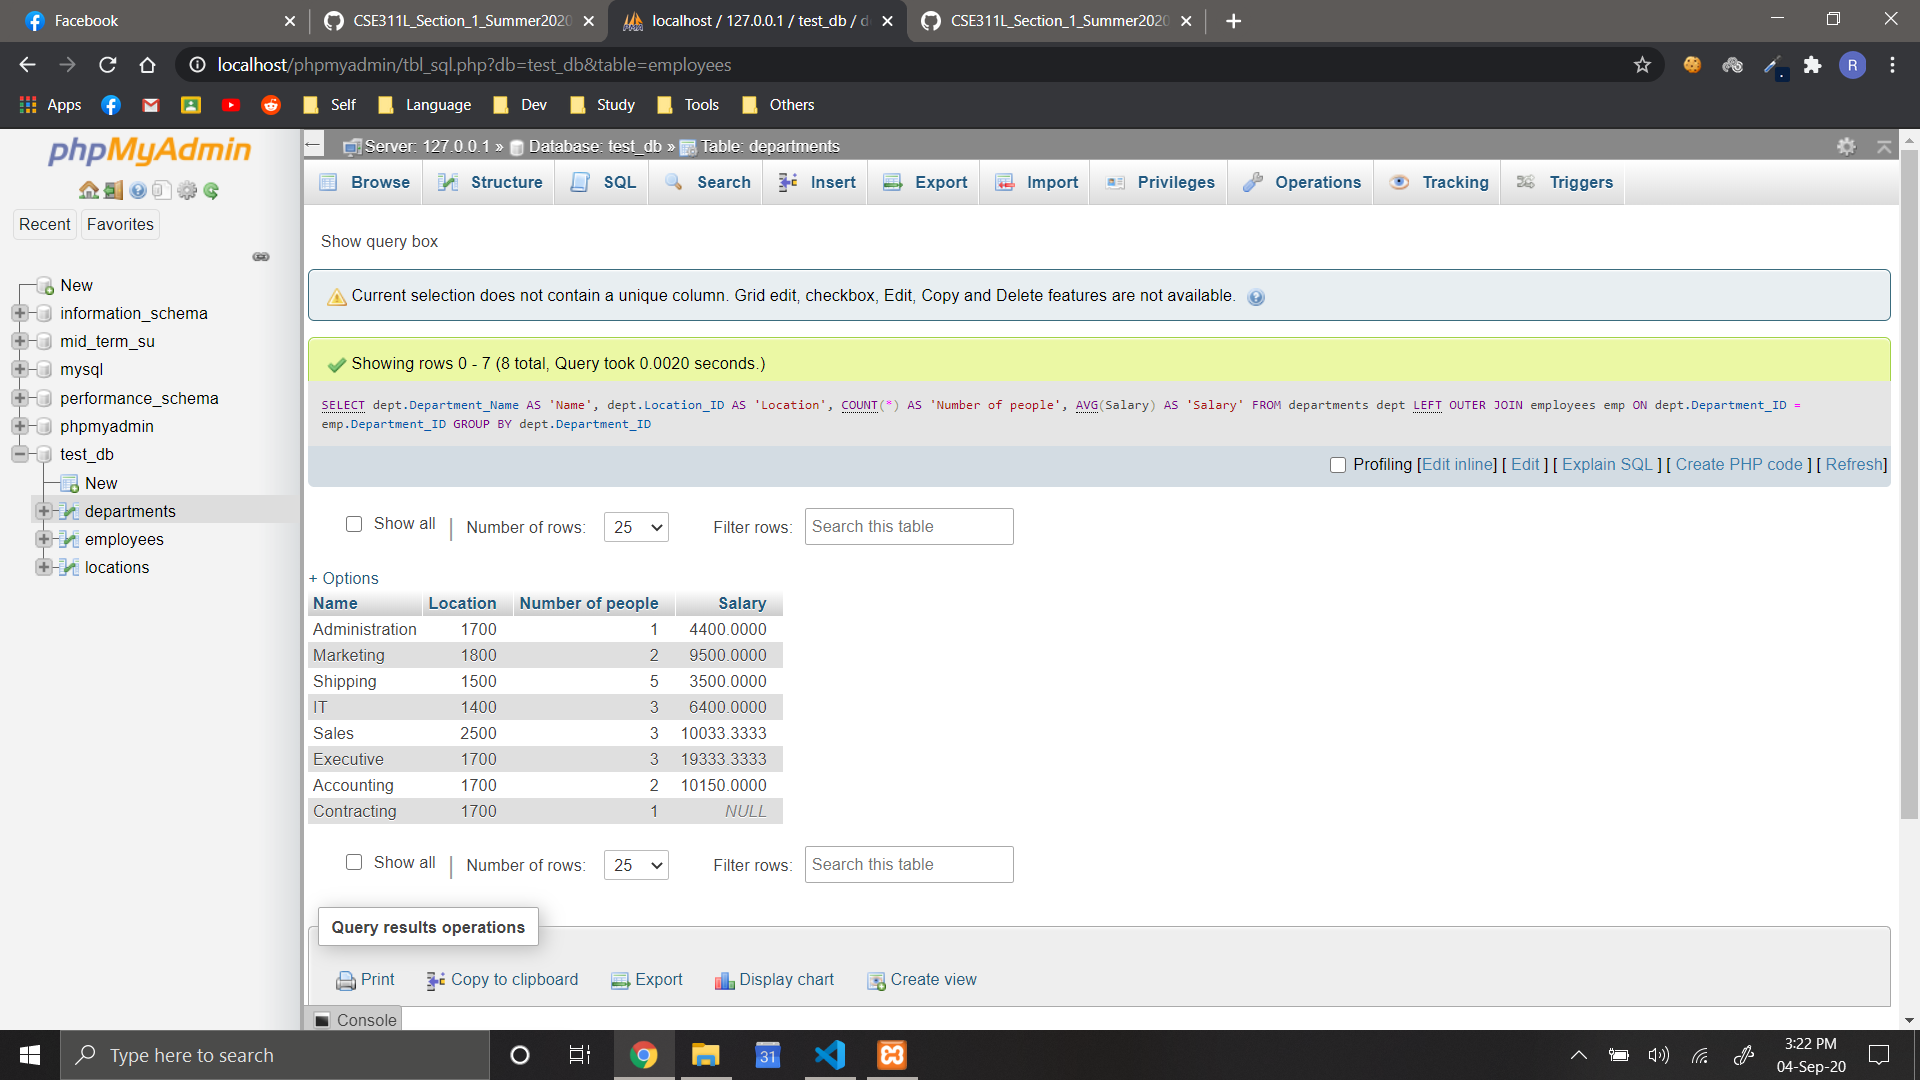 Facebook
CSE311L_Section_1_Summer2020
localhost / 127.0.0.1 / test_db / d
CSE311L_Section_1_Summer2020
localhost/phpmyadmin/tbl_sql.php?db=test_db&table=employees
R
Apps
Self
Language
Dev
Study
Tools
Others
phpMyAdmin
Recent
Favorites
New
information_schema
mid_term_su
mysql
performance_schema
phpmyadmin
test_db
New
departments
employees
locations
Server: 127.0.0.1 » Database: test_db » Table: departments
Browse
Structure
SQL
Search
Insert
Export
Import
Privileges
Operations
Tracking
Triggers
Show query box
Current selection does not contain a unique column. Grid edit, checkbox, Edit, Copy and Delete features are not available.
Showing rows 0 - 7 (8 total, Query took 0.0020 seconds.)
SELECT dept.Department_Name AS 'Name', dept.Location_ID AS 'Location', COUNT(*) AS 'Number of people', AVG(Salary) AS 'Salary' FROM departments dept LEFT OUTER JOIN employees emp ON dept.Department_ID =
emp.Department_ID GROUP BY dept.Department_ID
Profiling [Edit inline] [ Edit ] [ Explain SQL ] [ Create PHP code ] [ Refresh]
Show all | Number of rows: 25 Filter rows: Search this table
+ Options
Name Location Number of people Salary
Administration 1700 1 4400.0000
Marketing 1800 2 9500.0000
Shipping 1500 5 3500.0000
IT 1400 3 6400.0000
Sales 2500 3 10033.3333
Executive 1700 3 19333.3333
Accounting 1700 2 10150.0000
Contracting 1700 1 NULL
Show all | Number of rows: 25 Filter rows: Search this table
Query results operations
Print
Copy to clipboard
Export
Display chart
Create view
Console
Type here to search
31
3:22 PM
04-Sep-20